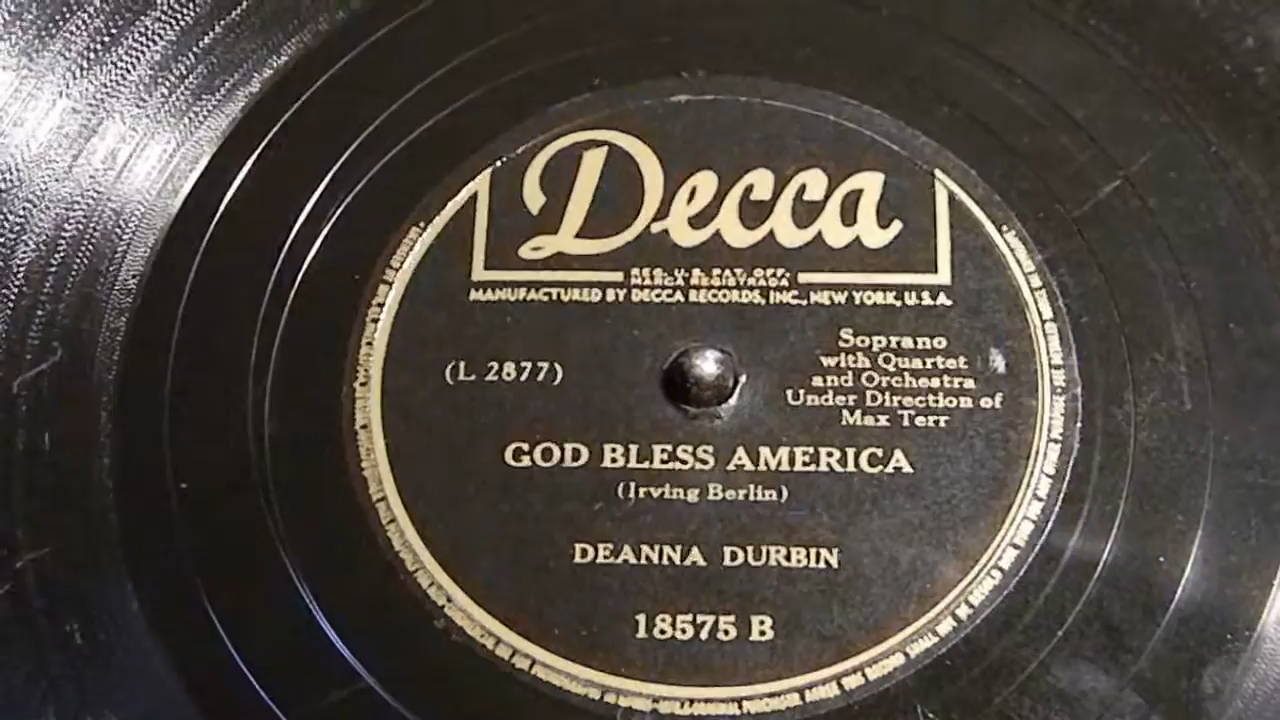 Decca
REG. U.S. PAT. OFF.
MARCA REGISTRADA
MANUFACTURED BY DECCA RECORDS, INC., NEW YORK, U.S.A.
(L 2877)
Soprano
with Quartet
and Orchestra
Under Direction of
Max Terr
GOD BLESS AMERICA
(Irving Berlin)
DEANNA DURBIN
18575 B